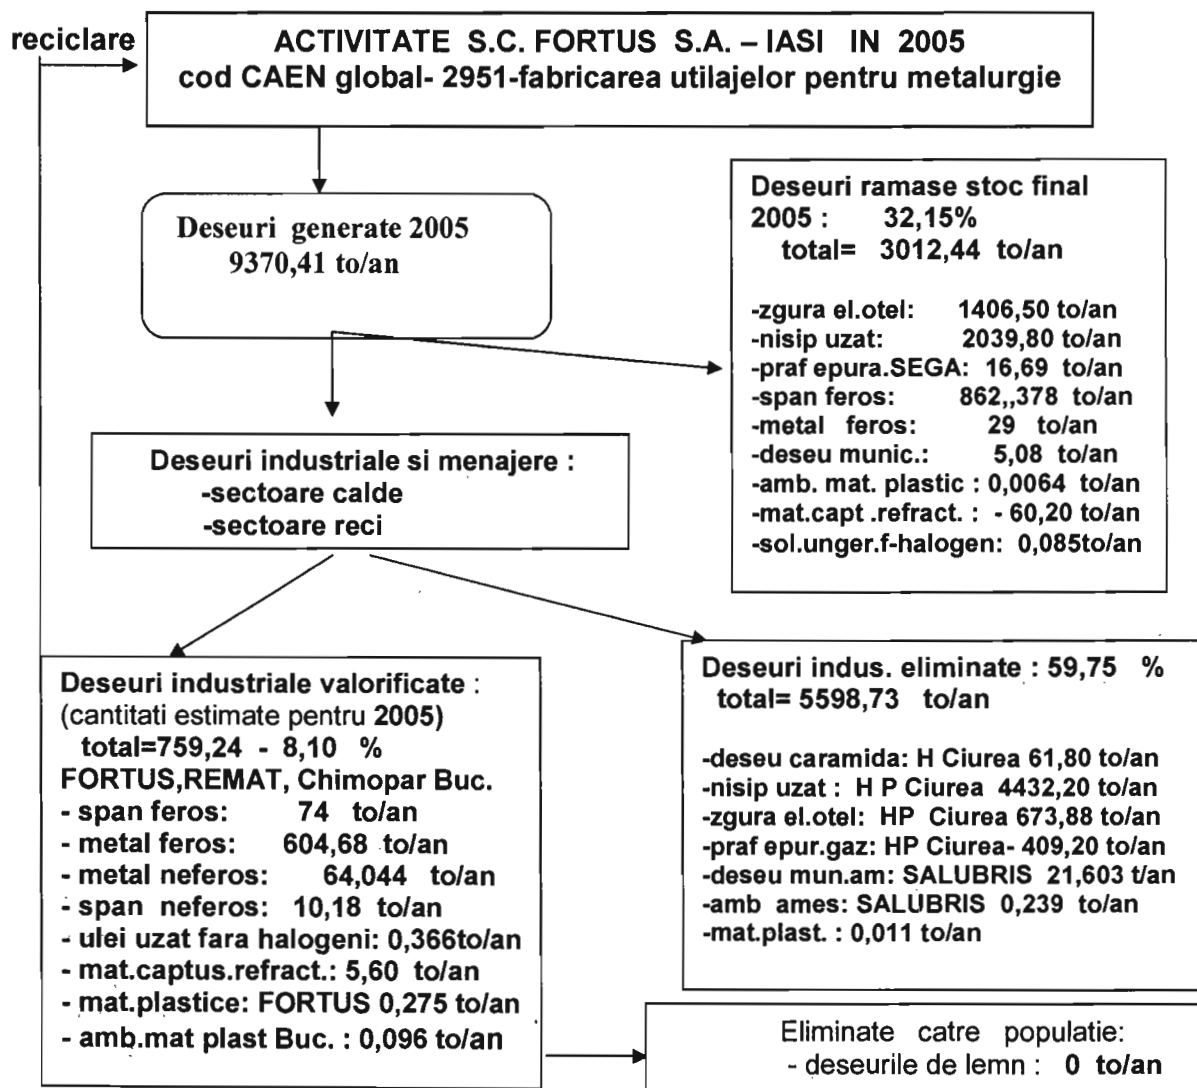 reciclare
ACTIVITATE S.C. FORTUS S.A. – IASI IN 2005
cod CAEN global- 2951-fabricarea utilajelor pentru metalurgie
Deseuri generate 2005
9370,41 to/an
Deseuri ramase stoc final
2005 : 32,15%
total= 3012,44 to/an
-zgura el.otel: 1406,50 to/an
-nisip uzat: 2039,80 to/an
-praf epura.SEGA: 16,69 to/an
-span feros: 862,,378 to/an
-metal feros: 29 to/an
-deseu munic.: 5,08 to/an
-amb. mat. plastic : 0,0064 to/an
-mat.capt .refract. : - 60,20 to/an
-sol.unger.f-halogen: 0,085to/an
Deseuri industriale si menajere :
-sectoare calde
-sectoare reci
Deseuri industriale valorificate :
(cantitati estimate pentru 2005)
total=759,24 - 8,10 %
FORTUS,REMAT, Chimopar Buc.
- span feros: 74 to/an
- metal feros: 604,68 to/an
- metal neferos: 64,044 to/an
- span neferos: 10,18 to/an
- ulei uzat fara halogeni: 0,366to/an
- mat.captus.refract.: 5,60 to/an
- mat.plastice: FORTUS 0,275 to/an
- amb.mat plast Buc. : 0,096 to/an
Deseuri indus. eliminate : 59,75 %
total= 5598,73 to/an
-deseu caramida: H Ciurea 61,80 to/an
-nisip uzat : H P Ciurea 4432,20 to/an
-zgura el.otel: HP Ciurea 673,88 to/an
-praf epur.gaz: HP Ciurea- 409,20 to/an
-deseu mun.am: SALUBRIS 21,603 t/an
-amb ames: SALUBRIS 0,239 to/an
-mat.plast. : 0,011 to/an
Eliminate catre populatie:
- deseurile de lemn : 0 to/an